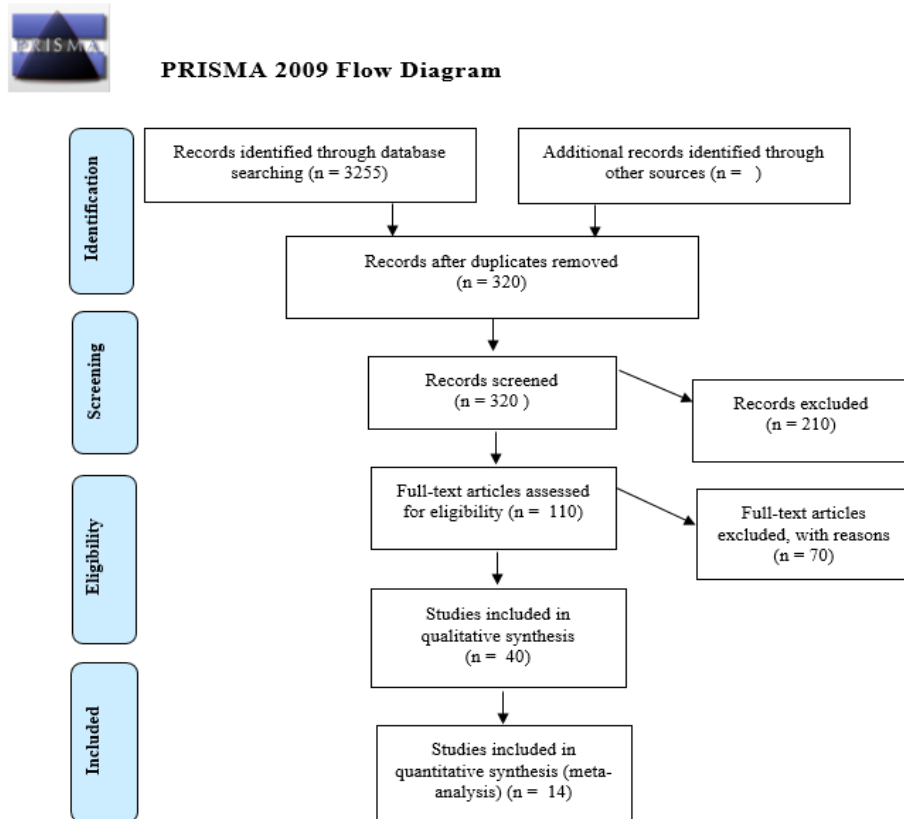 PRISMA
PRISMA 2009 Flow Diagram
Identification
Records identified through database
searching (n = 3255)
Additional records identified through
other sources (n =   )
Records after duplicates removed
(n = 320)
Screening
Records screened
(n = 320 )
Records excluded
(n = 210)
Eligibility
Full-text articles assessed
for eligibility (n =  110)
Full-text articles
excluded, with reasons
(n = 70)
Studies included in
qualitative synthesis
(n =  40)
Included
Studies included in
quantitative synthesis (meta-
analysis) (n =  14)